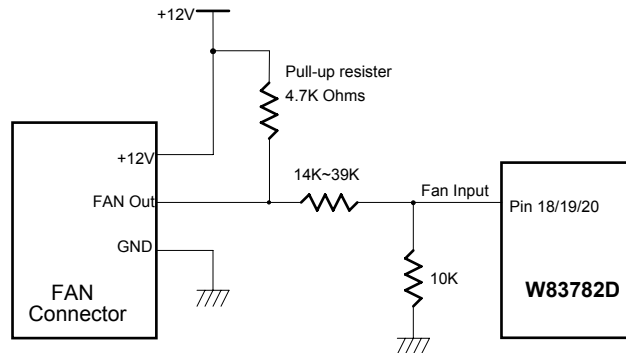 +12V
Pull-up resister
4.7K Ohms
+12V
14K~39K
Fan Input
FAN Out
Pin 18/19/20
GND
10K
W83782D
FAN
Connector